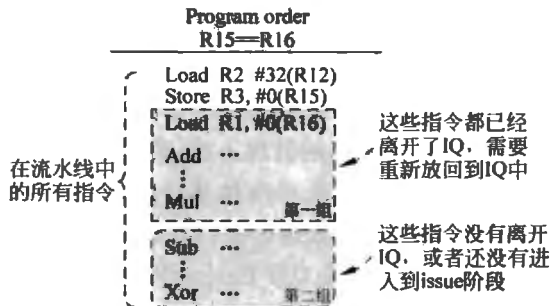 Program order
R15==R16
Load R2 #32(R12)
Store R3, #0(R15)
Load R1, #0(R16)
Add ...
⋮
Mul ...
第一组
在流水线中
的所有指令
这些指令都已经
离开了IQ，需要
重新放回到IQ中
Sub ...
⋮
Xor ...
第二组
这些指令没有离开
IQ，或者还没有进
入到issue阶段